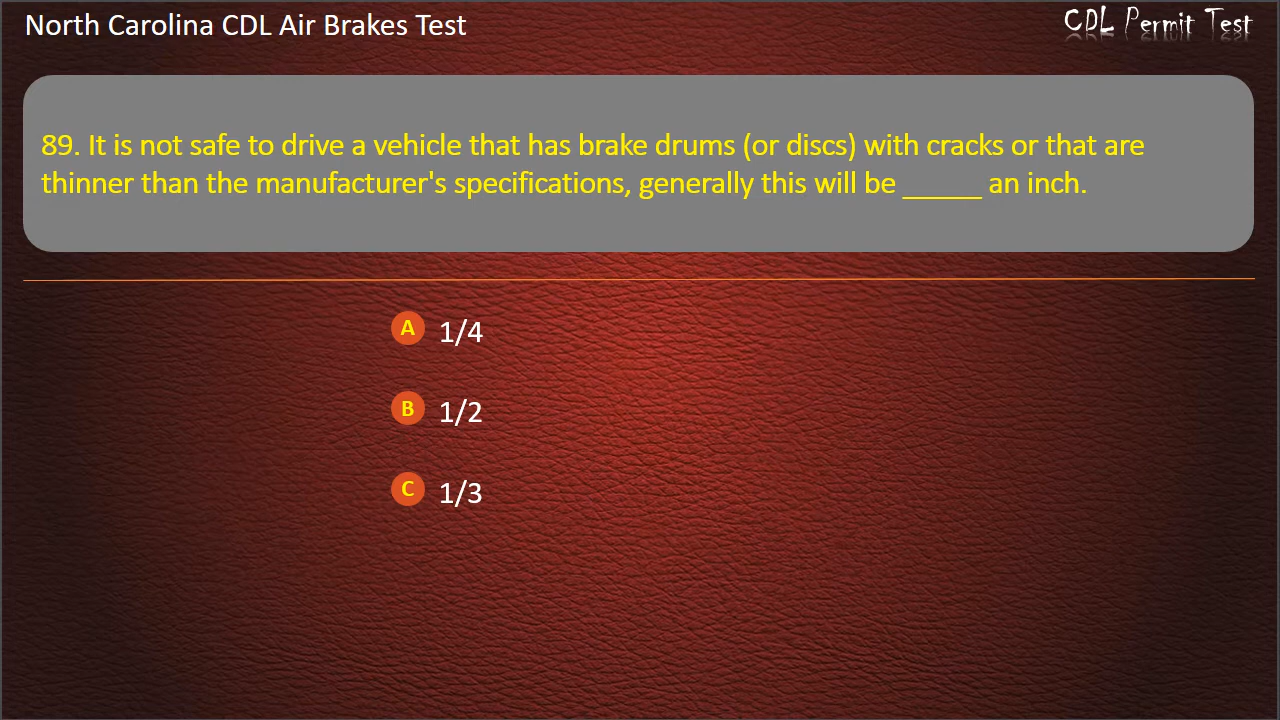 North Carolina CDL Air Brakes Test
CDL Permit Test
89. It is not safe to drive a vehicle that has brake drums (or discs) with cracks or that are
thinner than the manufacturer's specifications, generally this will be _____ an inch.
A 1/4
B 1/2
C 1/3